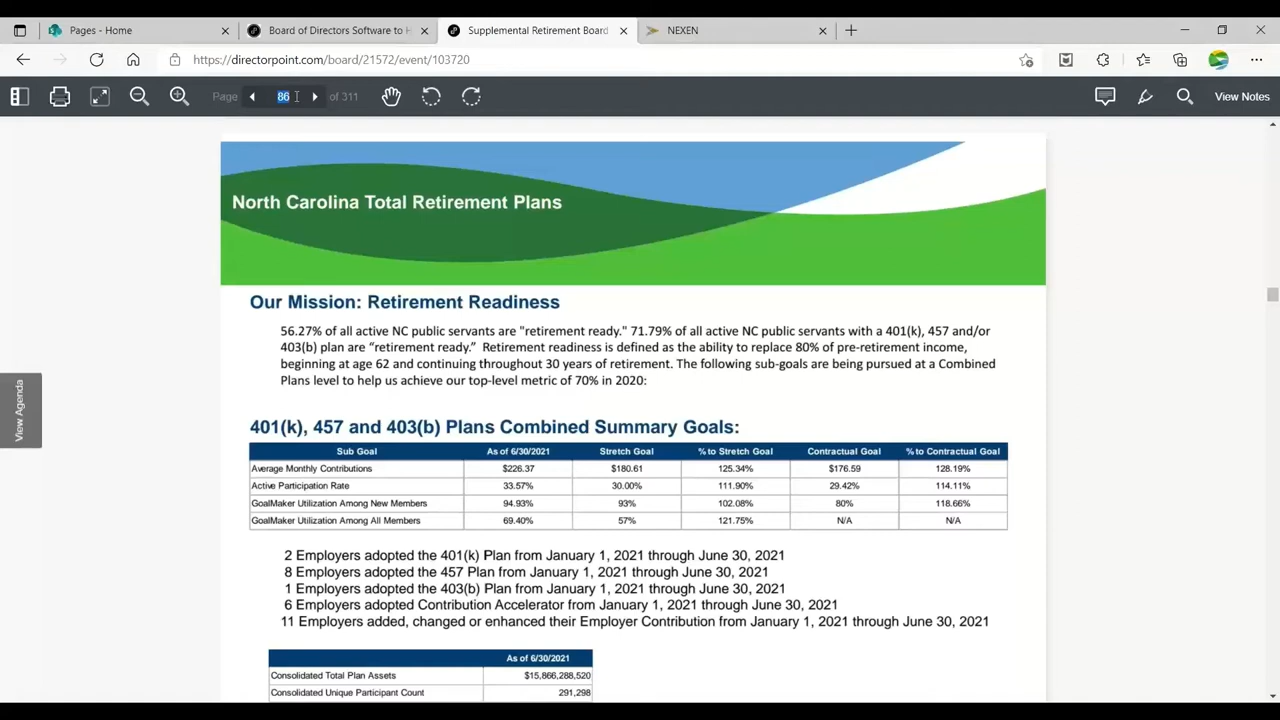 Pages - Home
Board of Directors Software to H
Supplemental Retirement Board
NEXEN
https://directorpoint.com/board/21572/event/103720
Page 86 of 311
View Notes
View Agenda
North Carolina Total Retirement Plans
Our Mission: Retirement Readiness
56.27% of all active NC public servants are "retirement ready." 71.79% of all active NC public servants with a 401(k), 457 and/or
403(b) plan are “retirement ready.” Retirement readiness is defined as the ability to replace 80% of pre-retirement income,
beginning at age 62 and continuing throughout 30 years of retirement. The following sub-goals are being pursued at a Combined
Plans level to help us achieve our top-level metric of 70% in 2020:
401(k), 457 and 403(b) Plans Combined Summary Goals:
Sub Goal As of 6/30/2021 Stretch Goal % to Stretch Goal Contractual Goal % to Contractual Goal
Average Monthly Contributions $226.37 $180.61 125.34% $176.59 128.19%
Active Participation Rate 33.57% 30.00% 111.90% 29.42% 114.11%
GoalMaker Utilization Among New Members 94.93% 93% 102.08% 80% 118.66%
GoalMaker Utilization Among All Members 69.40% 57% 121.75% N/A N/A
2 Employers adopted the 401(k) Plan from January 1, 2021 through June 30, 2021
8 Employers adopted the 457 Plan from January 1, 2021 through June 30, 2021
1 Employers adopted the 403(b) Plan from January 1, 2021 through June 30, 2021
6 Employers adopted Contribution Accelerator from January 1, 2021 through June 30, 2021
11 Employers added, changed or enhanced their Employer Contribution from January 1, 2021 through June 30, 2021
As of 6/30/2021
Consolidated Total Plan Assets $15,866,288,520
Consolidated Unique Participant Count 291,298